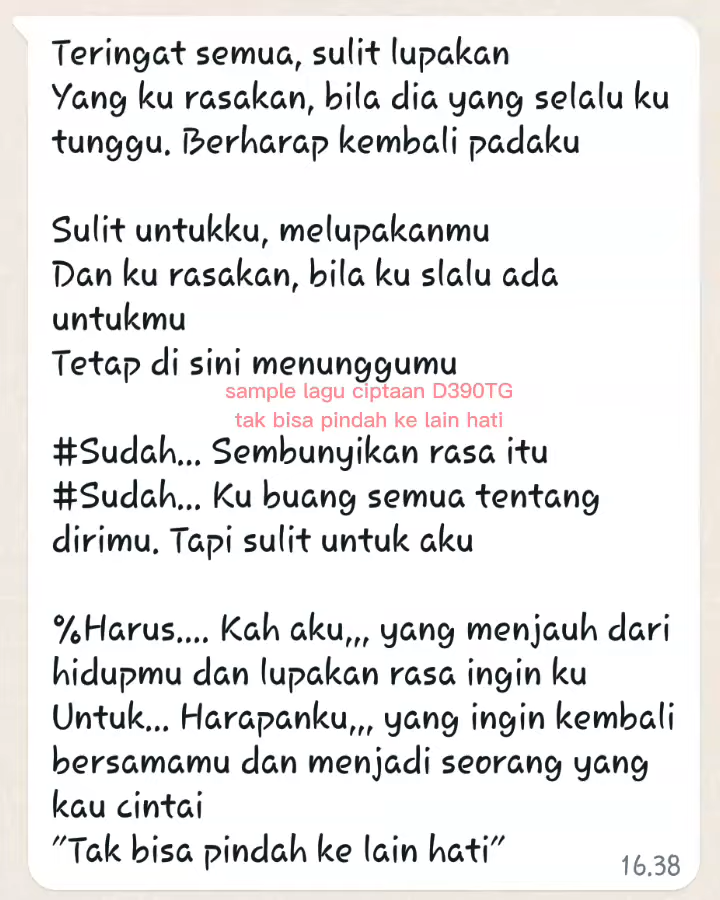 Teringat semua, sulit lupakan
Yang ku rasakan, bila dia yang selalu ku
tunggu. Berharap kembali padaku
Sulit untukku, melupakanmu
Dan ku rasakan, bila ku slalu ada
untukmu
Tetap di sini menunggumu
sample lagu ciptaan D390TG
tak bisa pindah ke lain hati
#Sudah... Sembunyikan rasa itu
#Sudah... Ku buang semua tentang
dirimu. Tapi sulit untuk aku
%Harus.... Kah aku,,, yang menjauh dari
hidupmu dan lupakan rasa ingin ku
Untuk... Harapanku,,, yang ingin kembali
bersamamu dan menjadi seorang yang
kau cintai
"Tak bisa pindah ke lain hati"
16.38